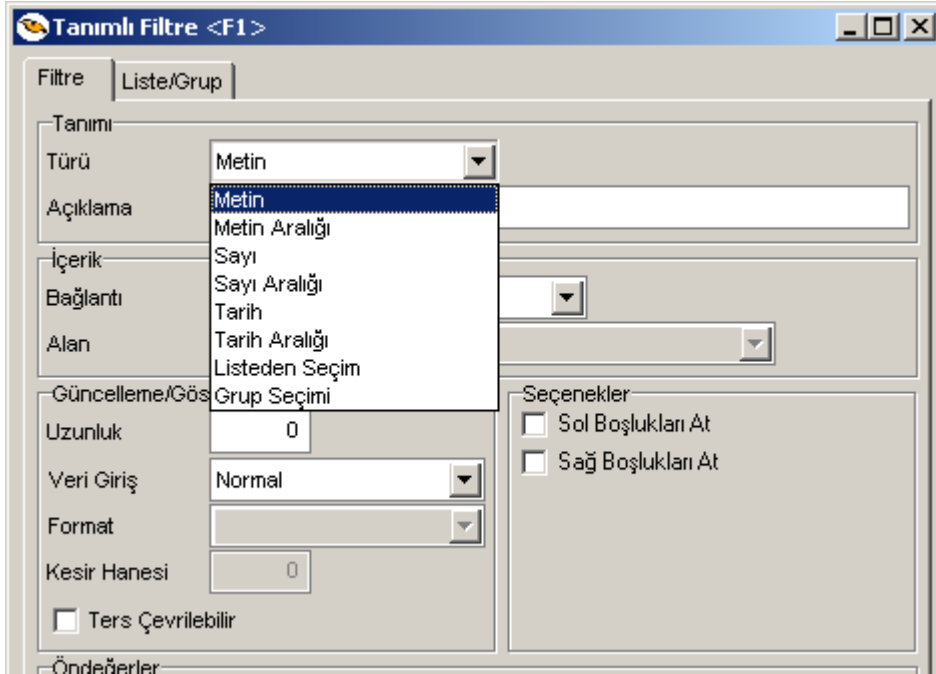 Tanımlı Filtre <F1>
Filtre
Liste/Grup
Tanımı
Türü
Metin
Açıklama
Metin
Metin Aralığı
Sayı
Sayı Aralığı
Tarih
Tarih Aralığı
Listeden Seçim
Grup Seçimi
İçerik
Bağlantı
Alan
Güncelleme/Gös
Uzunluk
0
Veri Giriş
Normal
Format
Kesir Hanesi
0
Ters Çevrilebilir
Seçenekler
Sol Boşlukları At
Sağ Boşlukları At
Öndeğerler